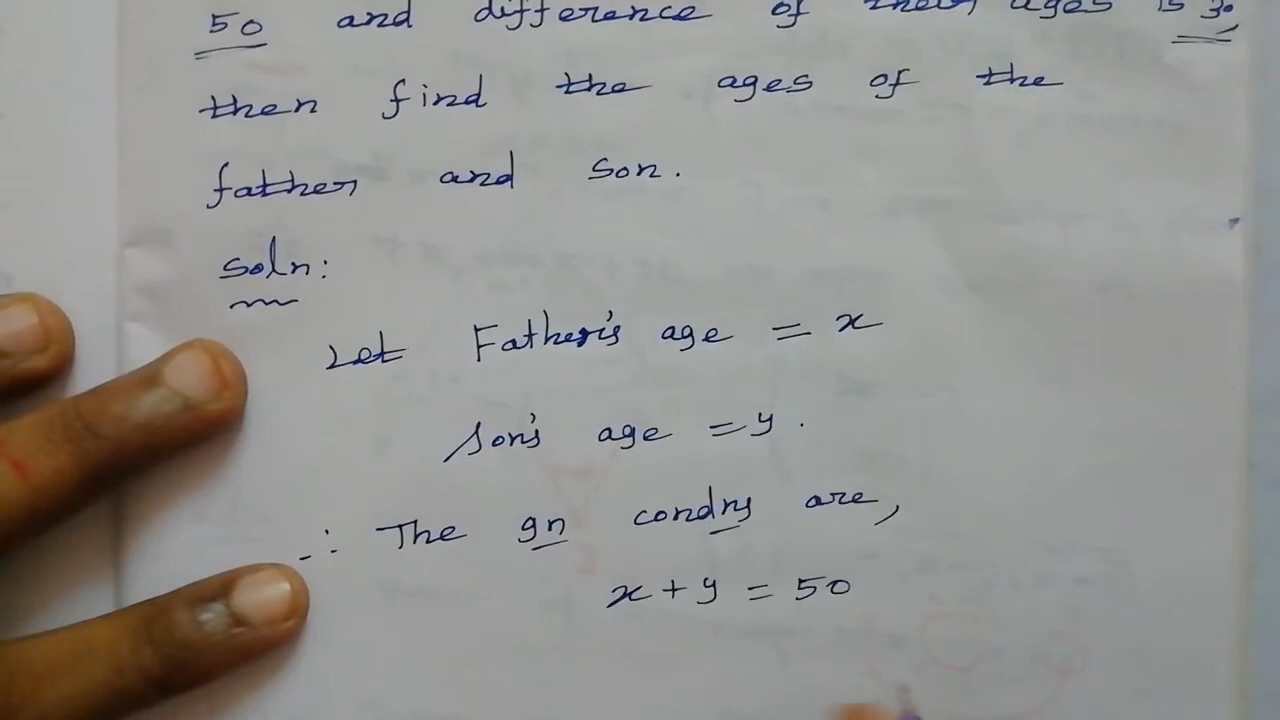 50 and difference of their ages is 30
then find the ages of the
father and son.
Soln:
Let Father's age = x
Son's age = y.
∴ The gn condns are,
x + y = 50